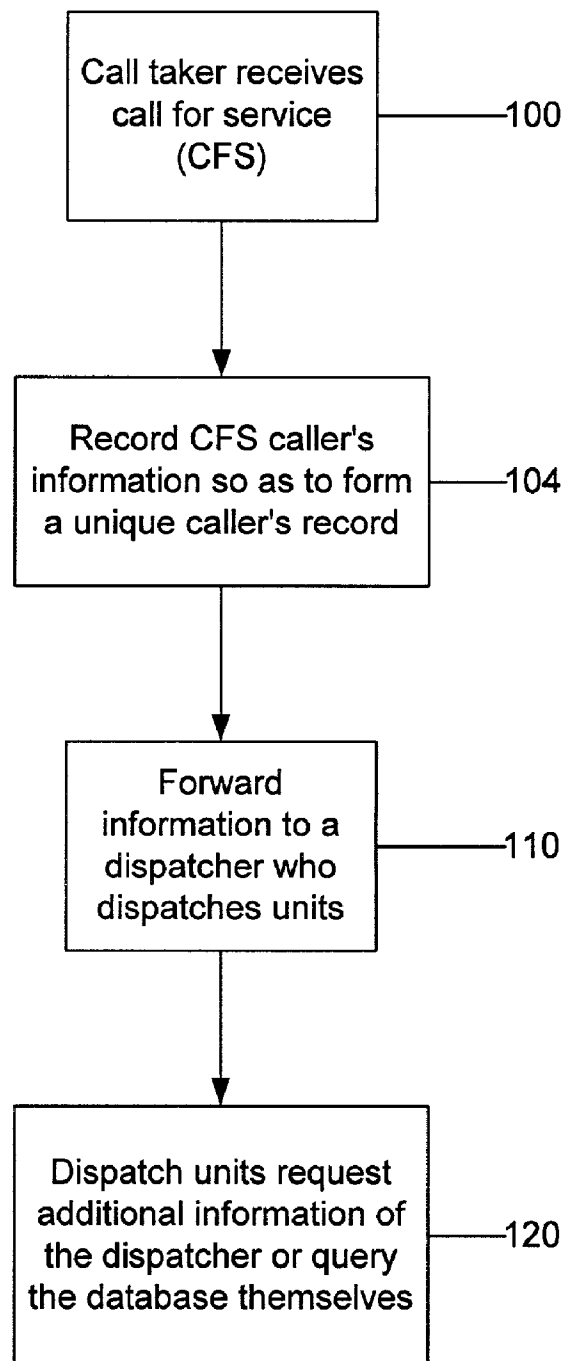 Call taker receives
call for service
(CFS)
100
Record CFS caller's
information so as to form
a unique caller's record
104
Forward
information to a
dispatcher who
dispatches units
110
Dispatch units request
additional information of
the dispatcher or query
the database themselves
120